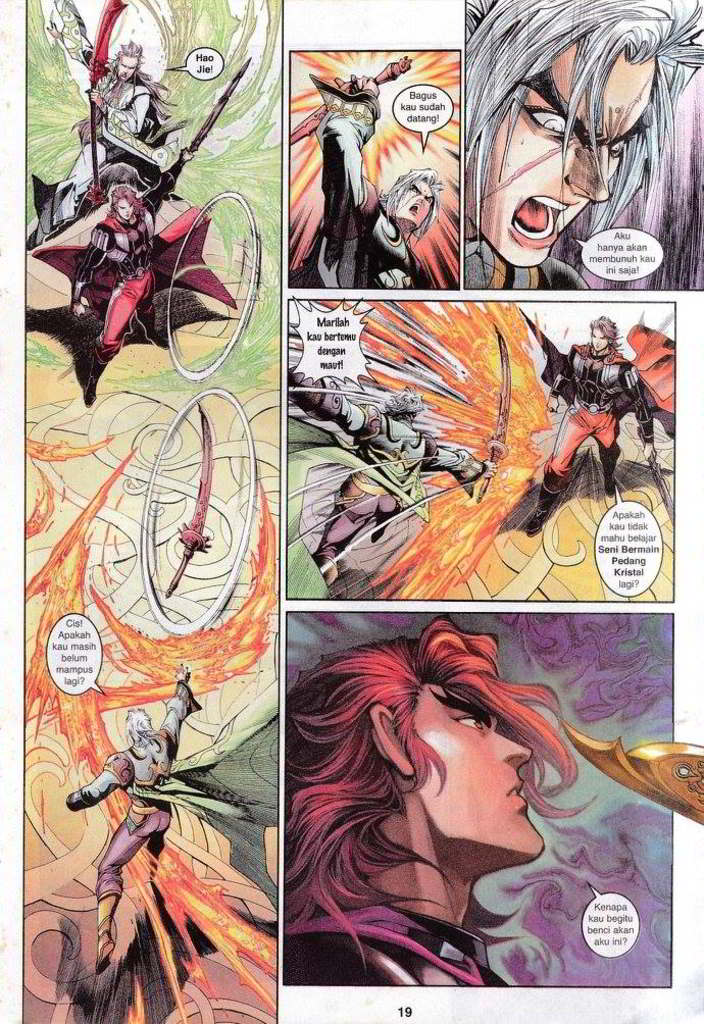 Hao
Jie!
Cis!
Apakah
kau masih
belum
mampus
lagi?
Bagus
kau sudah
datang!
Aku
hanya akan
membunuh kau
ini saja!
Marilah
kau bertemu
dengan
maut!
Apakah
kau tidak
mahu belajar
Seni Bermain
Pedang
Kristal
lagi?
Kenapa
kau begitu
benci akan
aku ini?
19